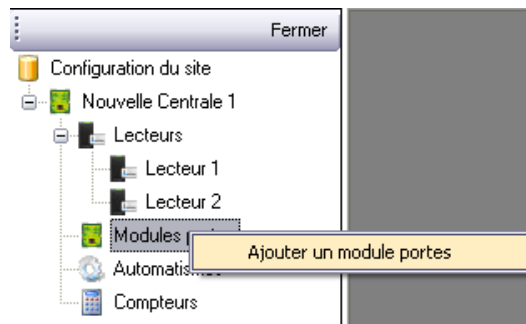 Fermer
Configuration du site
Nouvelle Centrale 1
Lecteurs
Lecteur 1
Lecteur 2
Modules
Ajouter un module portes
Compteurs